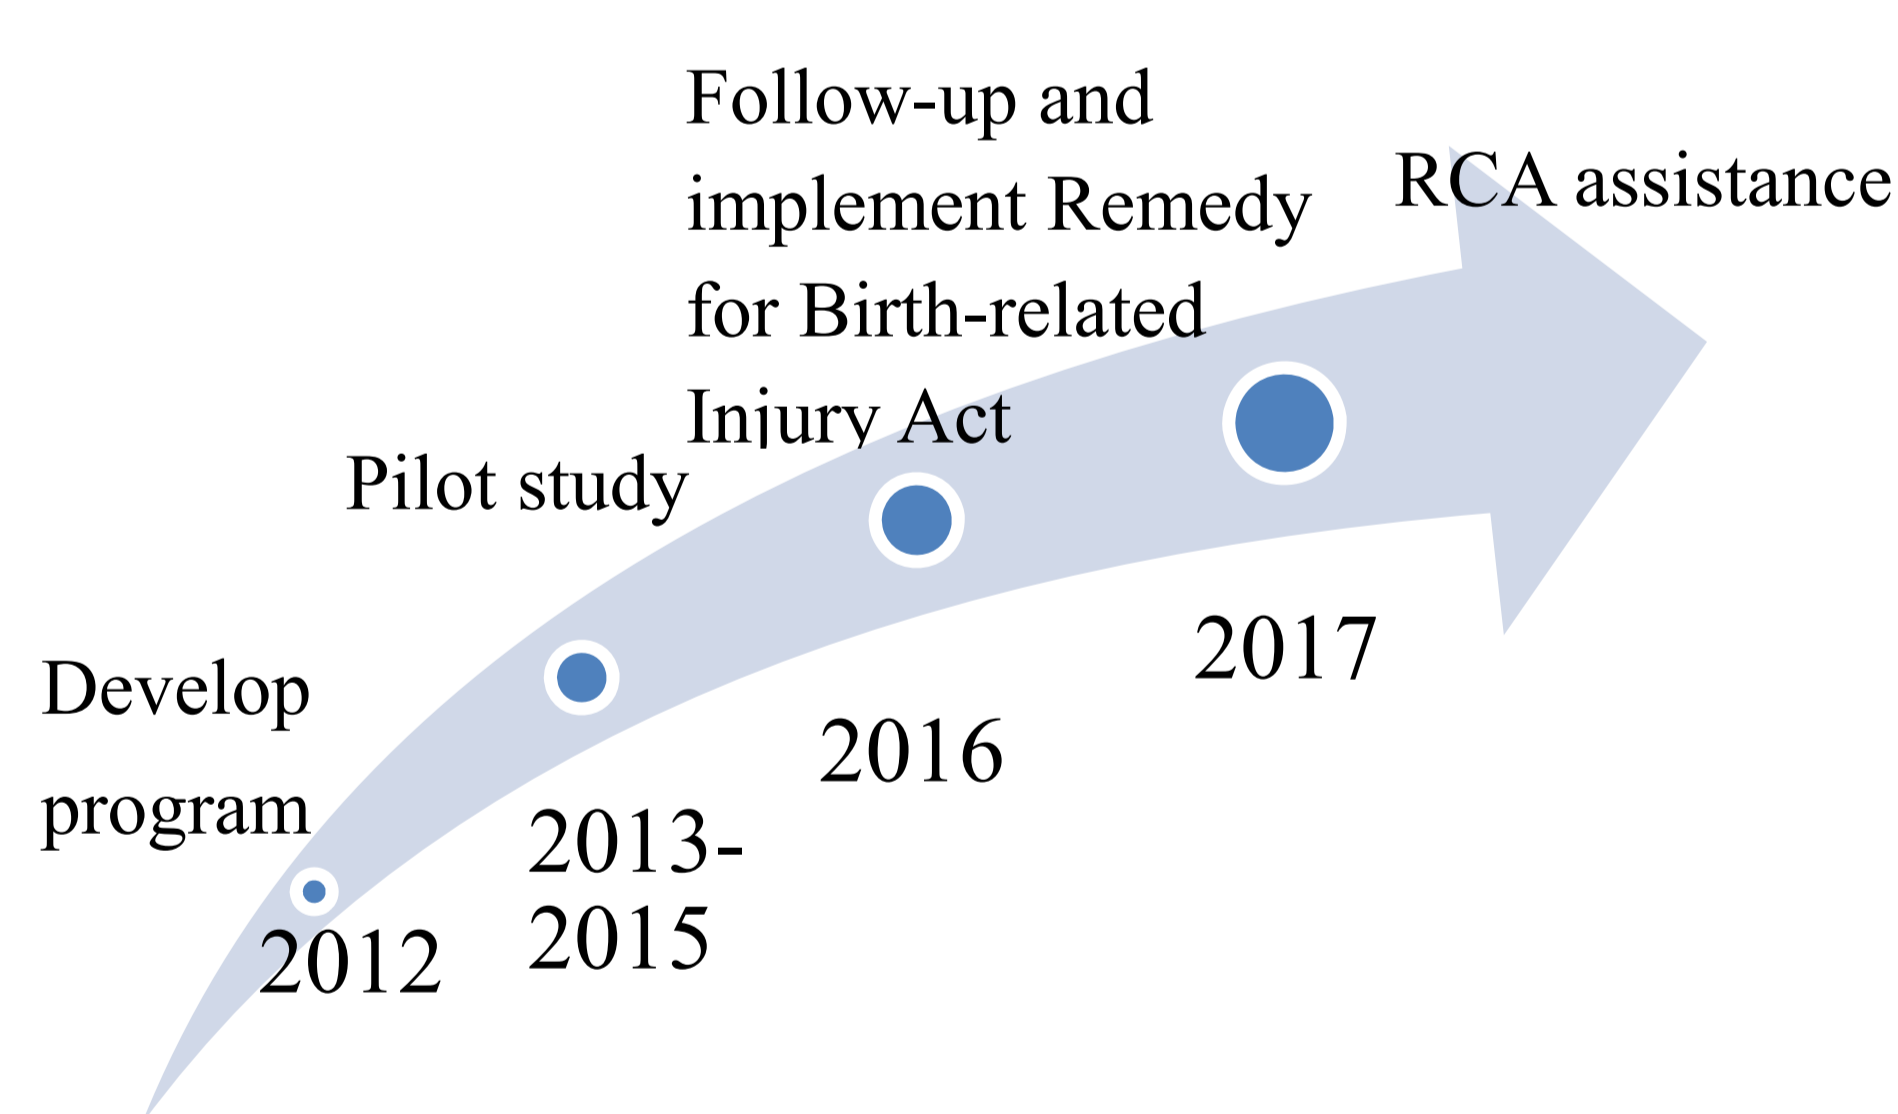 Follow-up and
implement Remedy
for Birth-related
Injury Act
RCA assistance
Pilot study
Develop
program
2017
2016
2013-
2015
2012